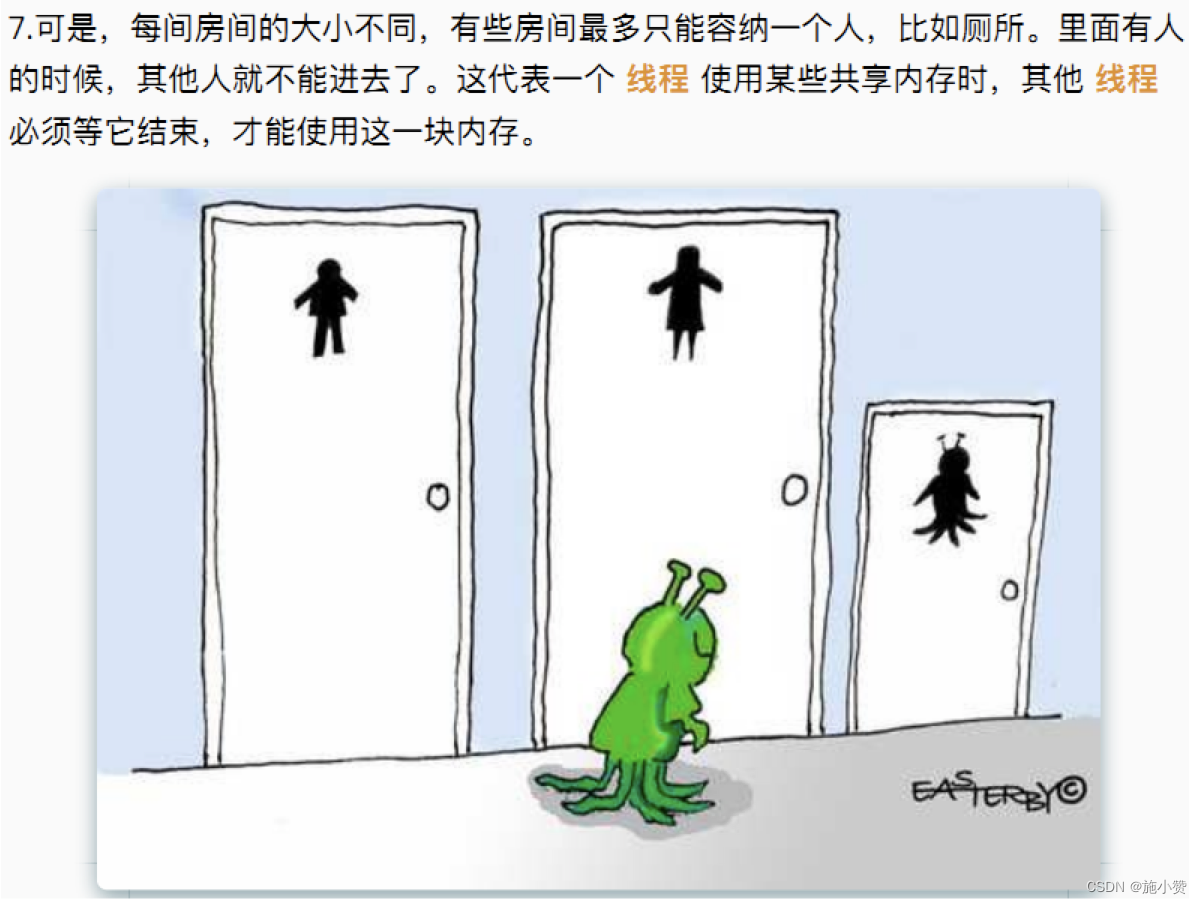 7.可是，每间房间的大小不同，有些房间最多只能容纳一个人，比如厕所。里面有人
的时候，其他人就不能进去了。这代表一个 线程 使用某些共享内存时，其他 线程
必须等它结束，才能使用这一块内存。
EASTERBY©
CSDN @施小赞